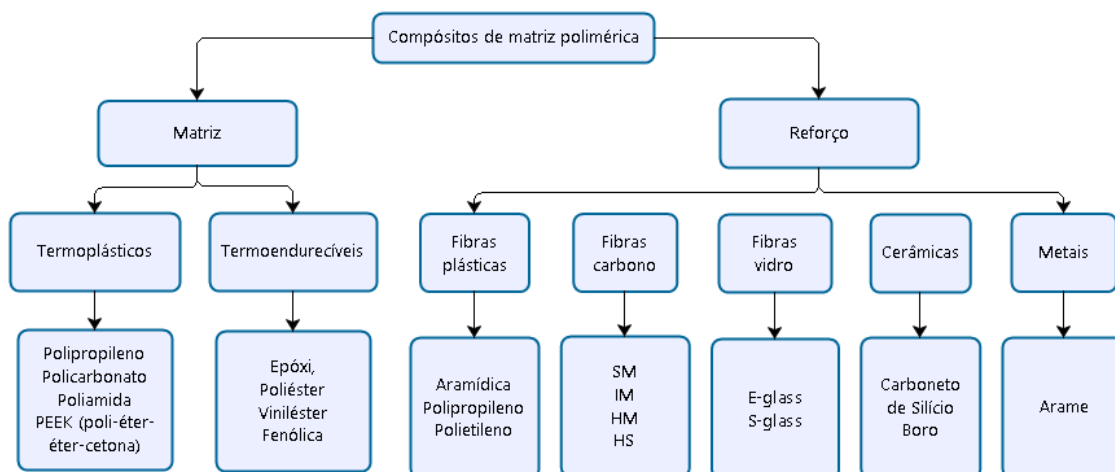 Compósitos de matriz polimérica
Matriz
Reforço
Termoplásticos
Termoendurecíveis
Fibras
plásticas
Fibras
carbono
Fibras
vidro
Cerâmicas
Metais
Polipropileno
Policarbonato
Poliamida
PEEK (poli-éter-
éter-cetona)
Epóxi,
Poliéster
Viniléster
Fenólica
Aramídica
Polipropileno
Polietileno
SM
IM
HM
HS
E-glass
S-glass
Carboneto
de Silício
Boro
Arame